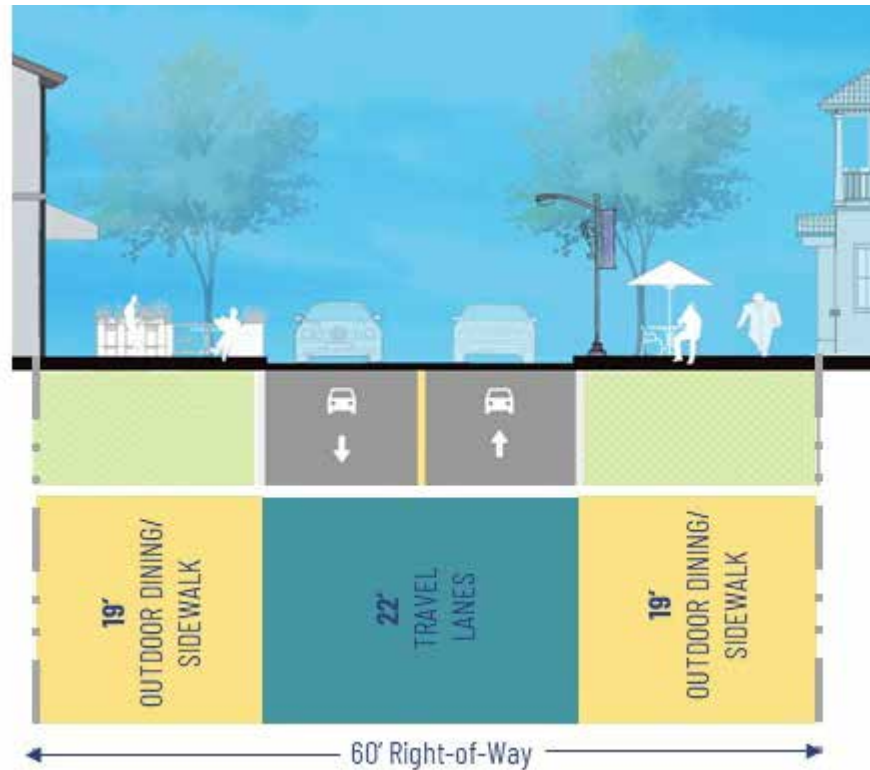 19′
OUTDOOR DINING/
SIDEWALK
22′
TRAVEL
LANES
19′
OUTDOOR DINING/
SIDEWALK
60′ Right-of-Way